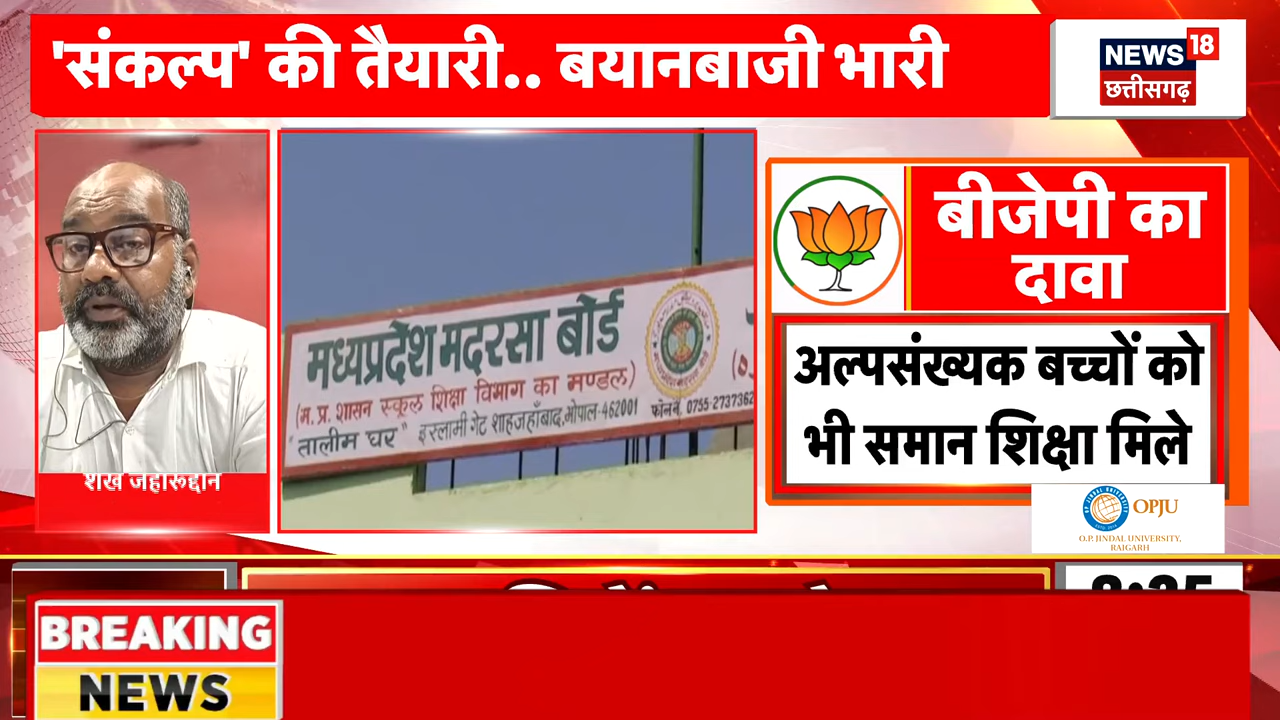 'संकल्प' की तैयारी.. बयानबाजी भारी
NEWS 18
छत्तीसगढ़
बीजेपी का
दावा
अल्पसंख्यक बच्चों को
भी समान शिक्षा मिले
मध्यप्रदेश मदरसा बोर्ड
(म.प्र. शासन स्कूल शिक्षा विभाग का मण्डल)
"तालीम घर" इस्लामी गेट शाहजहाँबाद, भोपाल-462001 फोन नं. 0755-2737362
OPJU
O.P. JINDAL UNIVERSITY,
RAIGARH
BREAKING
NEWS